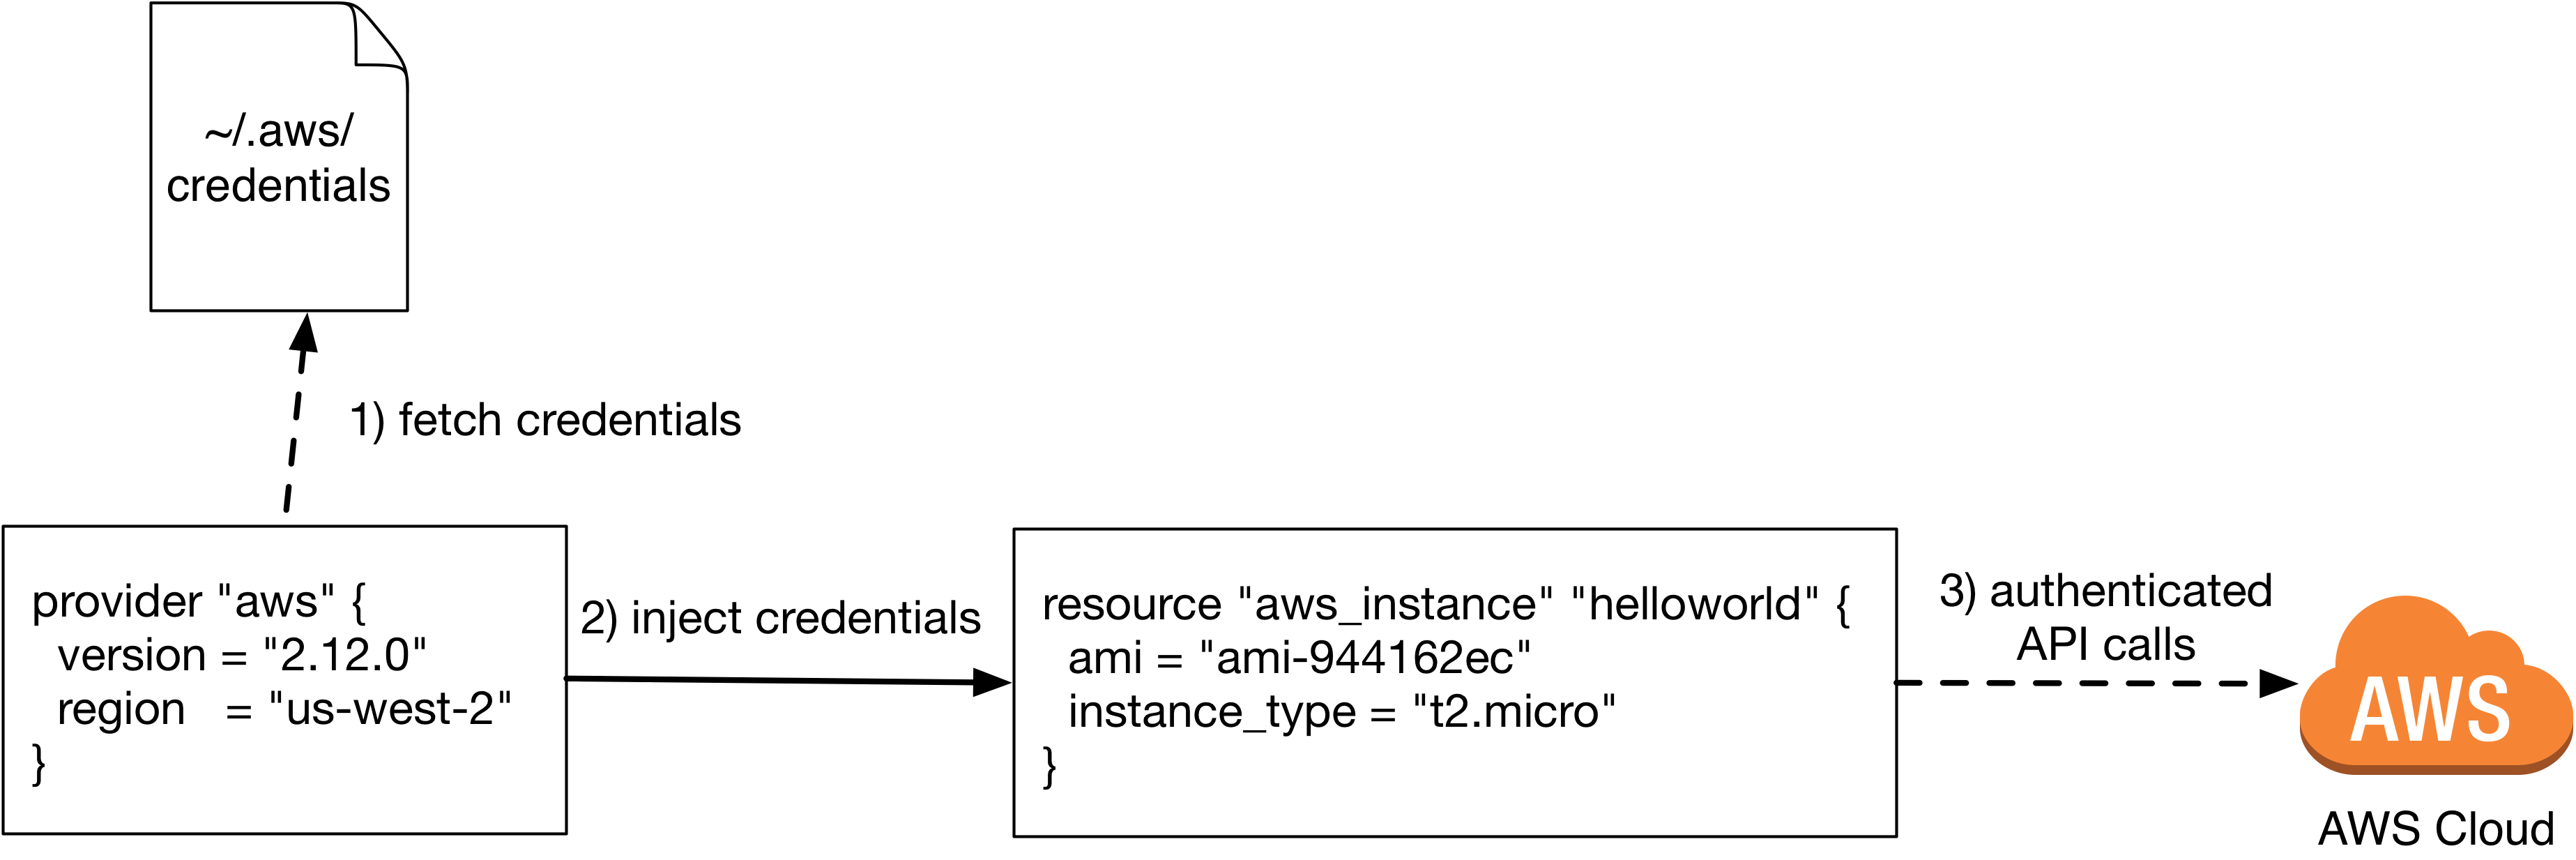 ~/.aws/
credentials
1) fetch credentials
provider "aws" {
  version = "2.12.0"
  region   = "us-west-2"
}
2) inject credentials
resource "aws_instance" "helloworld" {
  ami = "ami-944162ec"
  instance_type = "t2.micro"
}
3) authenticated
API calls
AWS
AWS Cloud